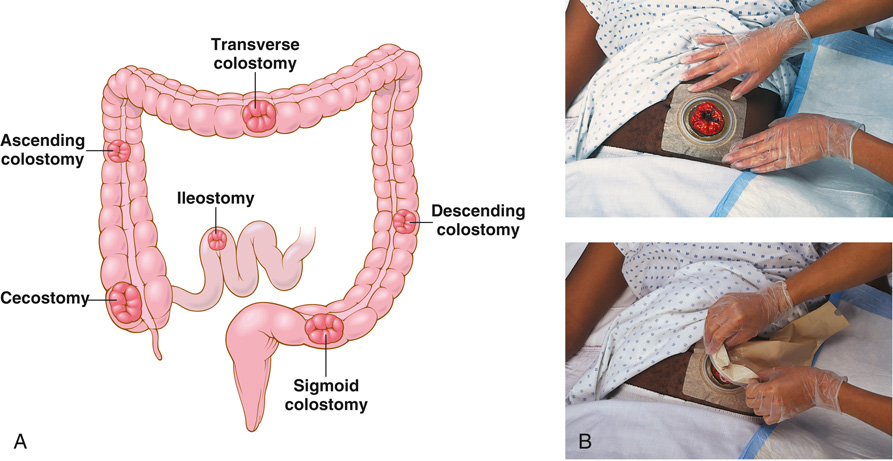 Transverse
colostomy
Ascending
colostomy
Ileostomy
Descending
colostomy
Cecostomy
Sigmoid
colostomy
A
B